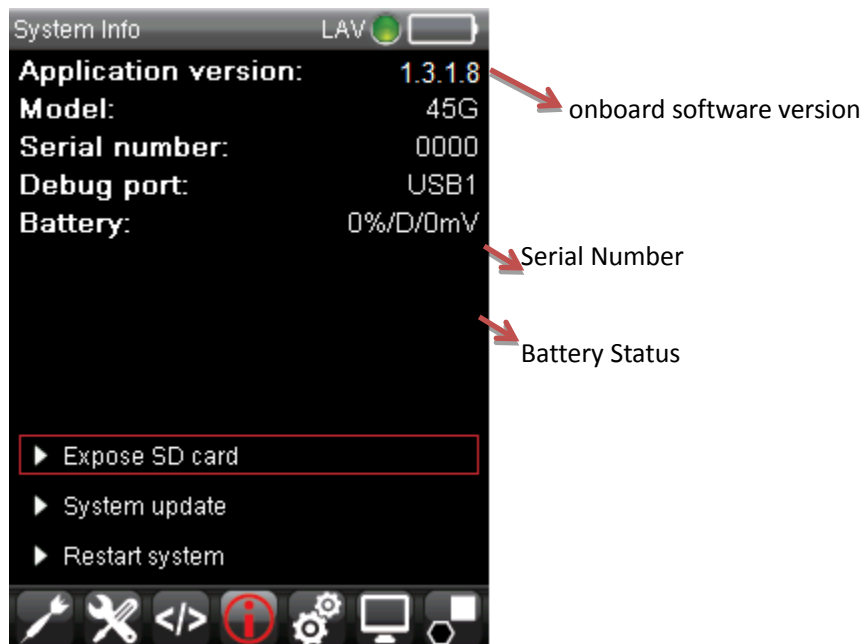 System Info LAV
Application version: 1.3.1.8
onboard software version
Model: 45G
Serial number: 0000
Debug port: USB1
Battery: 0%/D/0mV
Serial Number
Battery Status
Expose SD card
System update
Restart system
</>